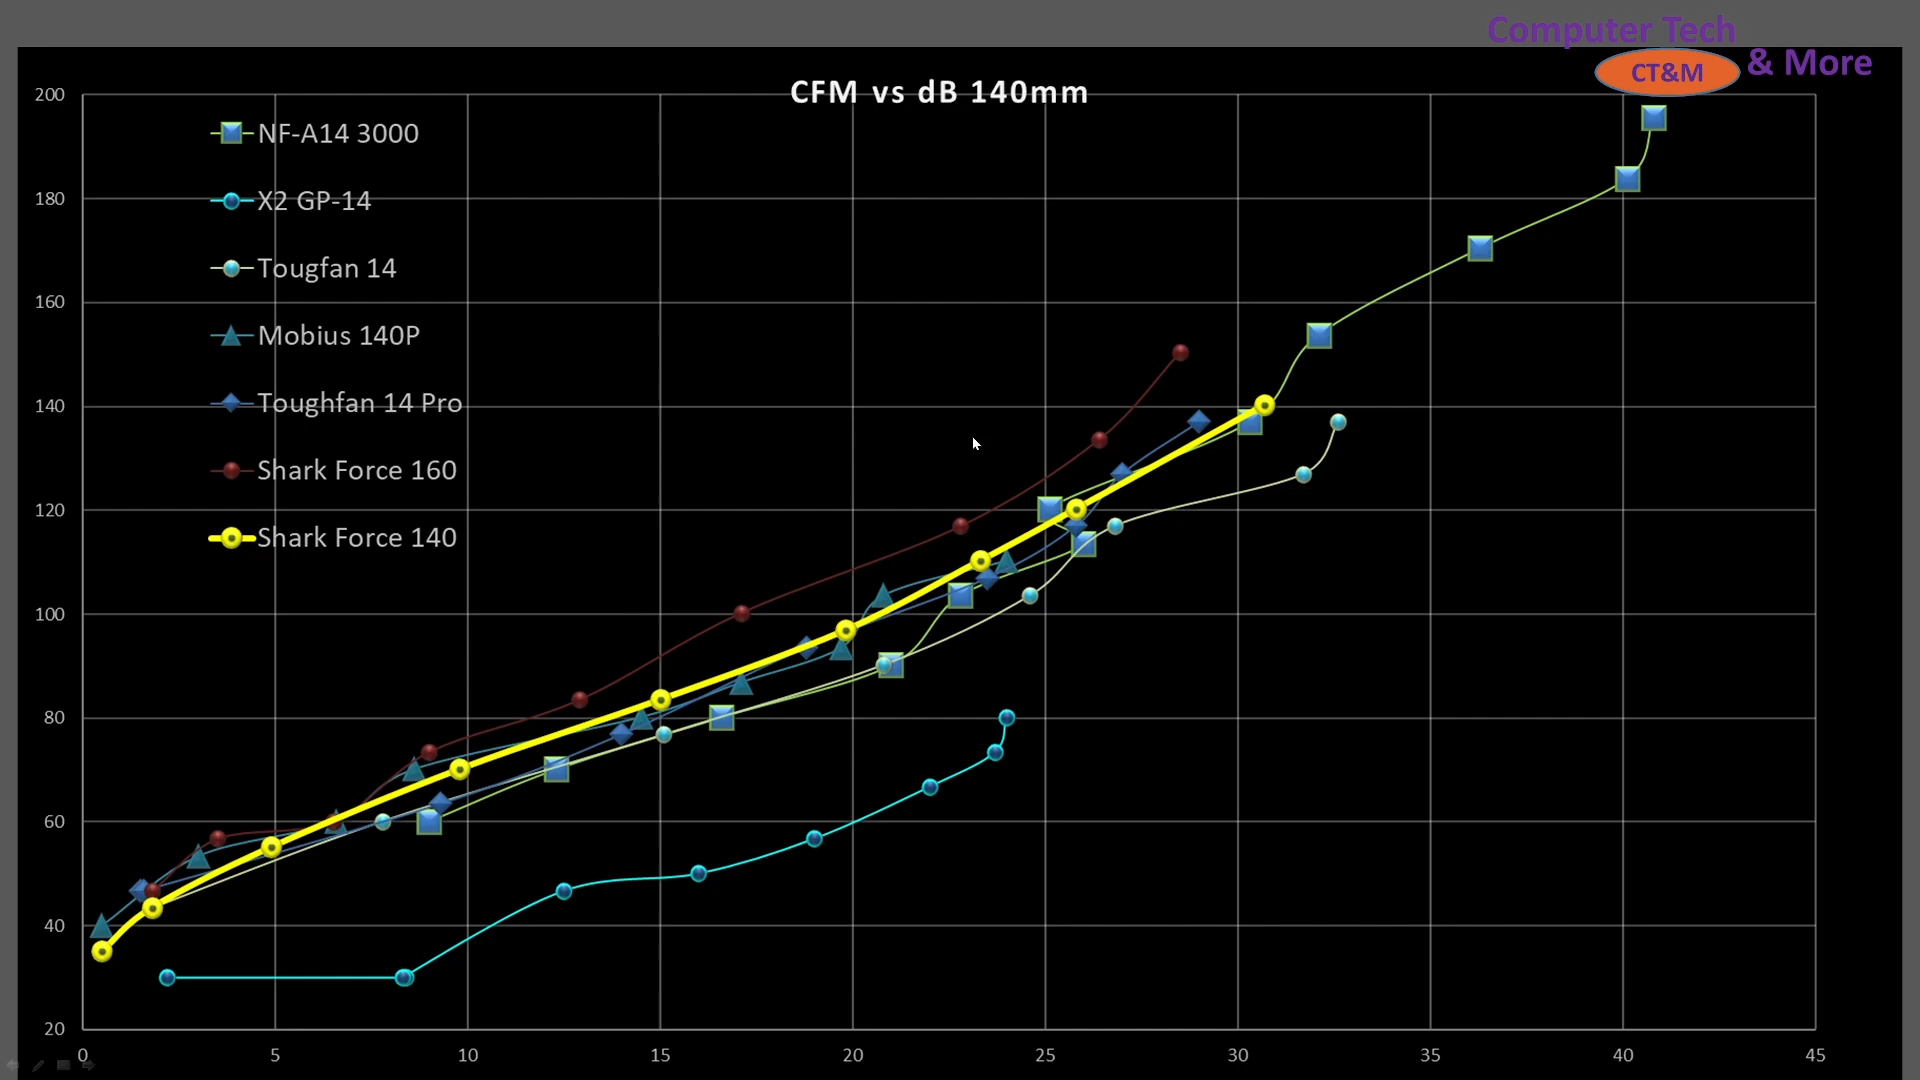 Computer Tech
CT&M & More
CFM vs dB 140mm
200
180
160
140
120
100
80
60
40
20
NF-A14 3000
X2 GP-14
Tougfan 14
Mobius 140P
Toughfan 14 Pro
Shark Force 160
Shark Force 140
0 5 10 15 20 25 30 35 40 45